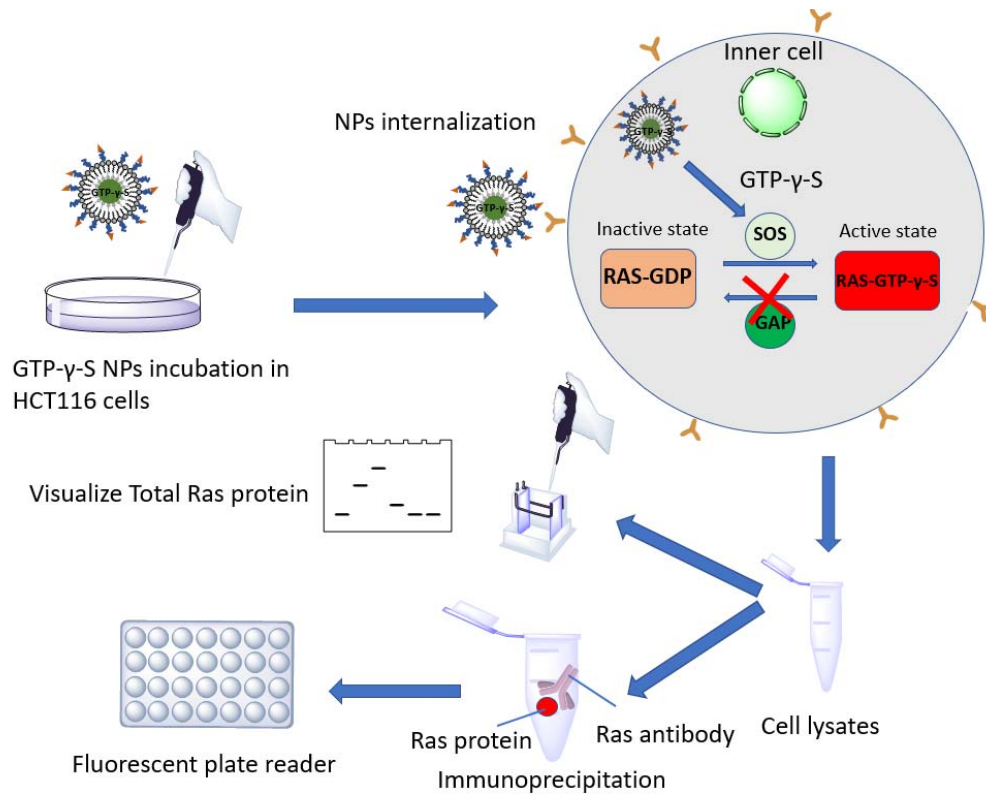 Inner cell
NPs internalization
GTP-γ-S
GTP-γ-S
GTP-γ-S
GTP-γ-S
SOS
Inactive state
Active state
RAS-GDP
RAS-GTP-γ-S
GAP
GTP-γ-S NPs incubation in
HCT116 cells
Visualize Total Ras protein
Cell lysates
Ras protein
Ras antibody
Immunoprecipitation
Fluorescent plate reader